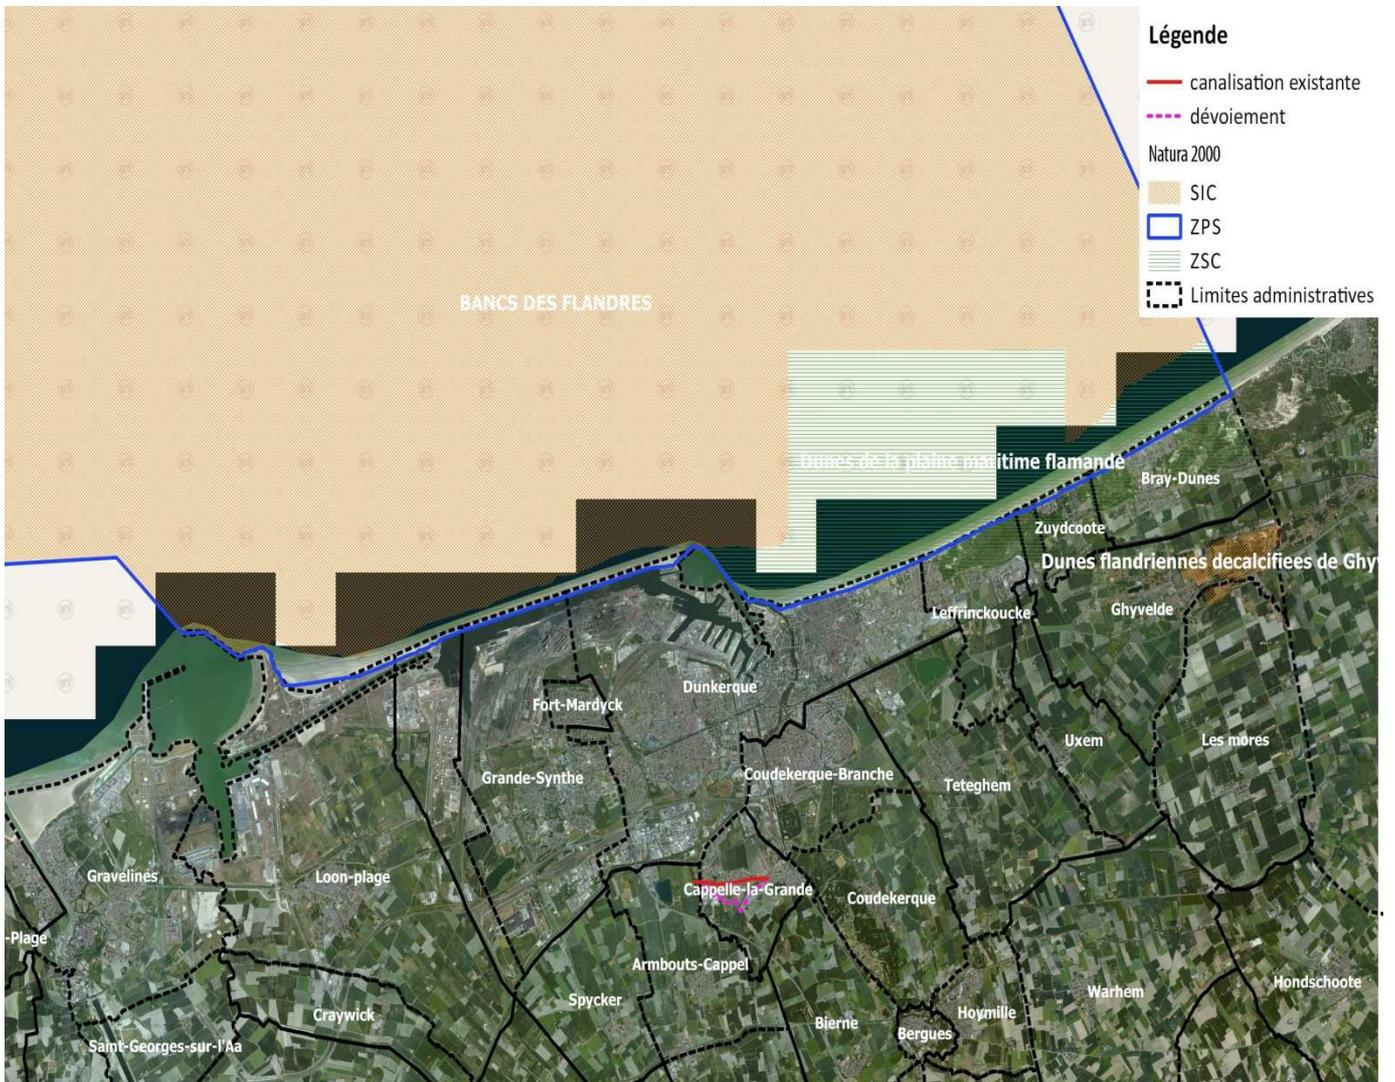 Légende
canalisation existante
dévoiement
Natura 2000
SIC
ZPS
ZSC
Limites administratives
BANCS DES FLANDRES
Dunes de la plaine maritime flamande
Bray-Dunes
Zuydcoote
Dunes flandriennes decalcifiees de Ghy
Leffrinckoucke
Ghyvelde
Dunkerque
Fort-Mardyck
Uxem
Les mores
Grande-Synthe
Coudekerque-Branche
Teteghem
Gravelines
Loon-plage
Cappelle-la-Grande
Coudekerque
-Plage
Armbouts-Cappel
Hondschoote
Spycker
Warhem
Craywick
Hoymille
Bierne
Bergues
Saint-Georges-sur-l'Aa